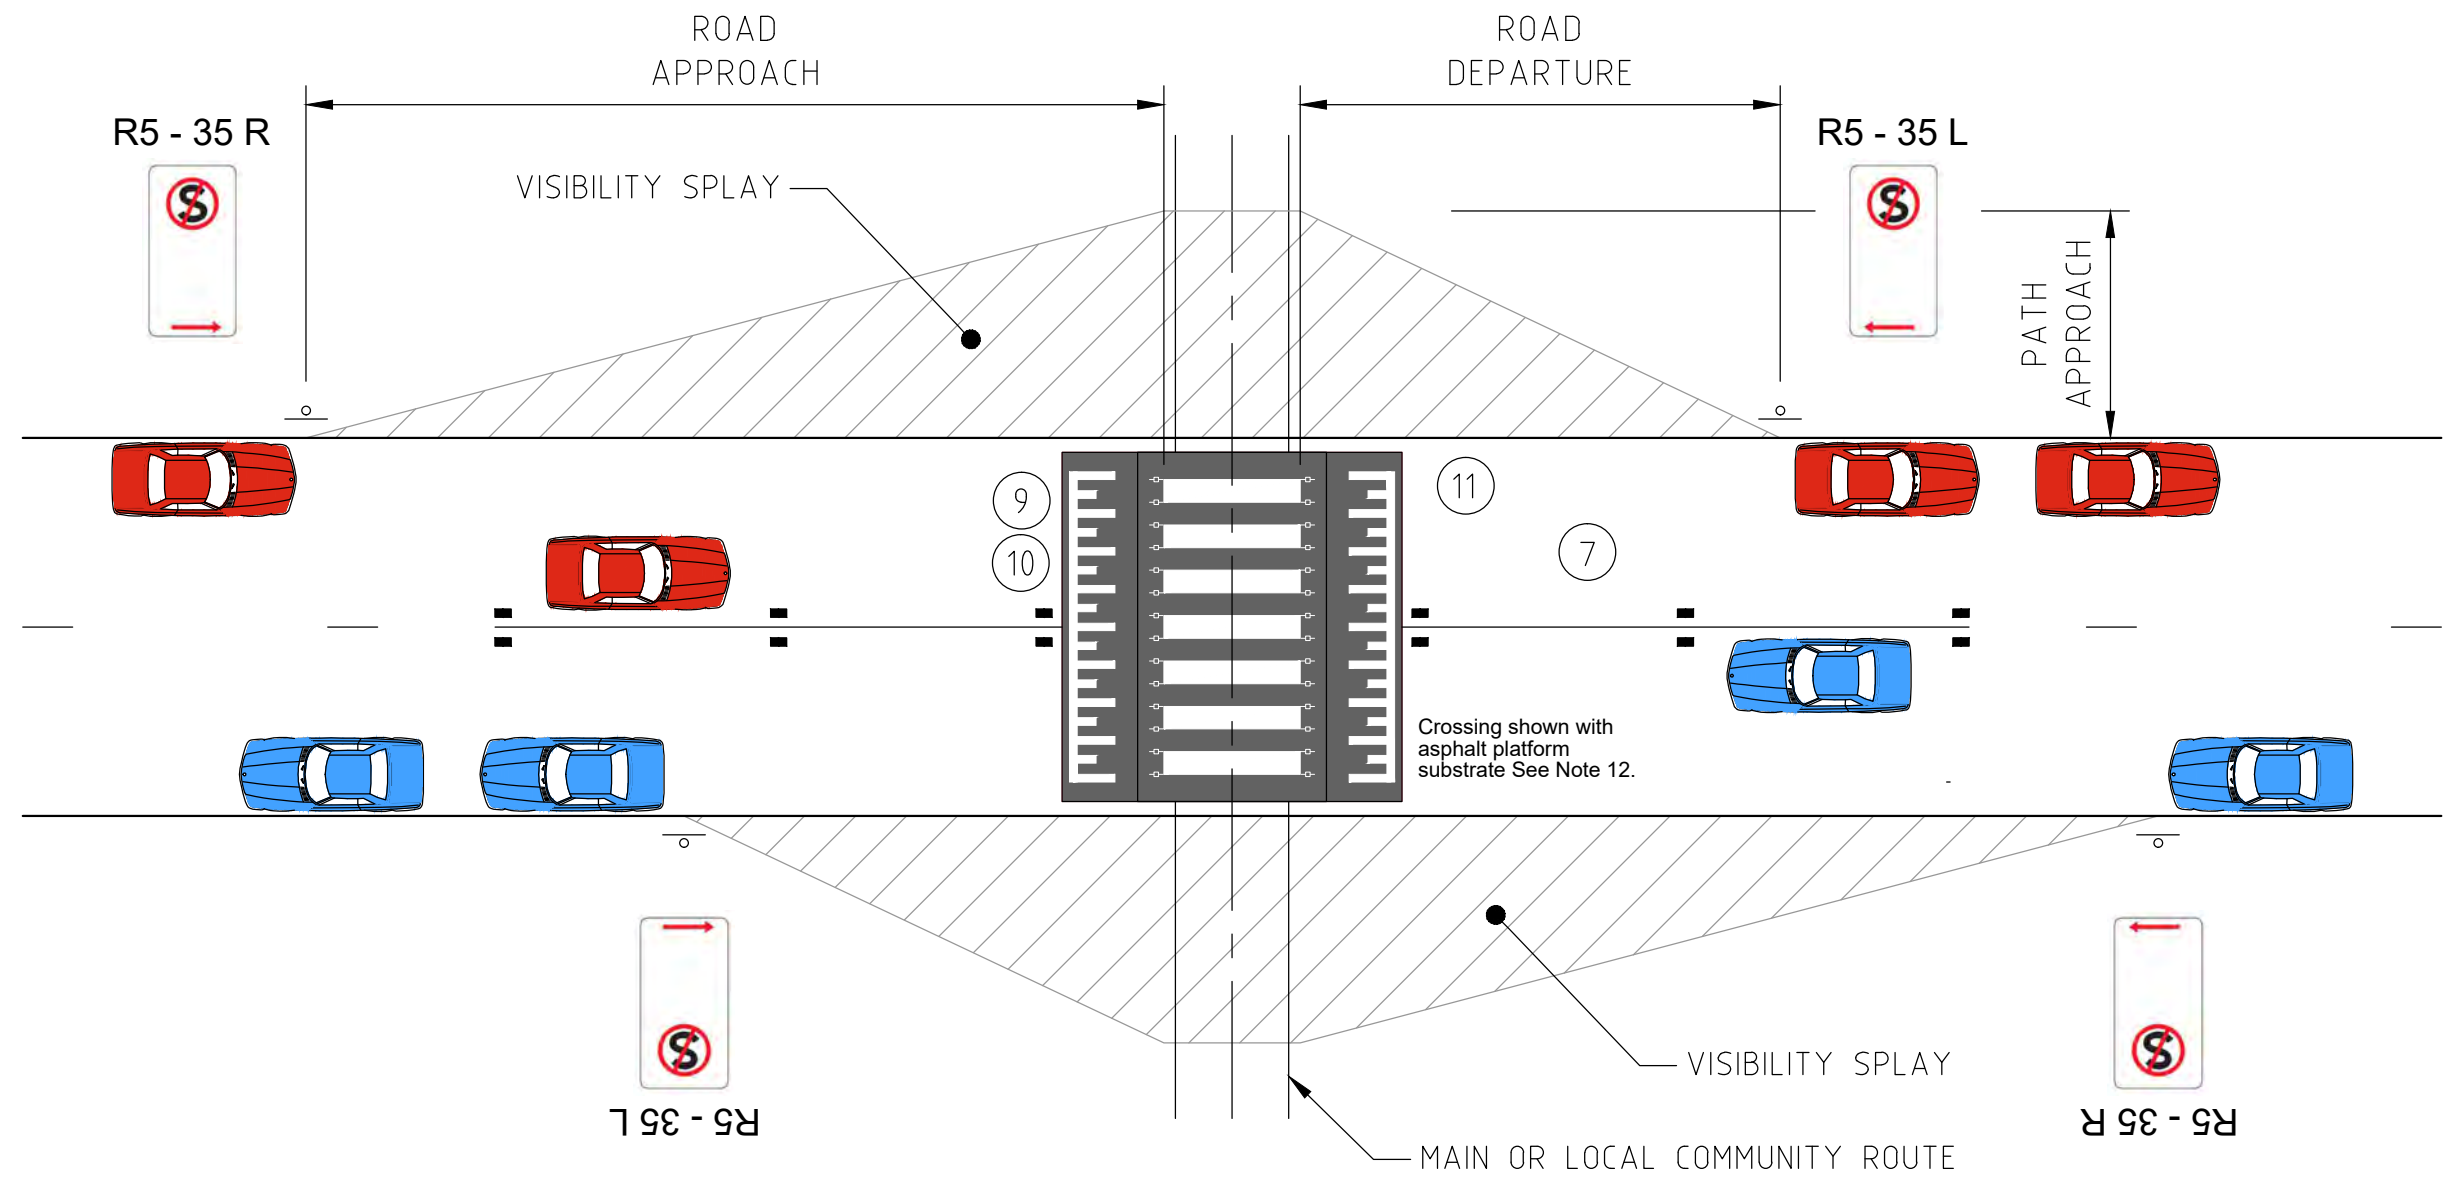 ROAD
APPROACH
ROAD
DEPARTURE
R5 - 35 R
R5 - 35 L
VISIBILITY SPLAY
S
S
PATH
APPROACH
9
11
10
7
Crossing shown with
asphalt platform
substrate See Note 12.
S
S
VISIBILITY SPLAY
R5 - 35 L
R5 - 35 R
MAIN OR LOCAL COMMUNITY ROUTE